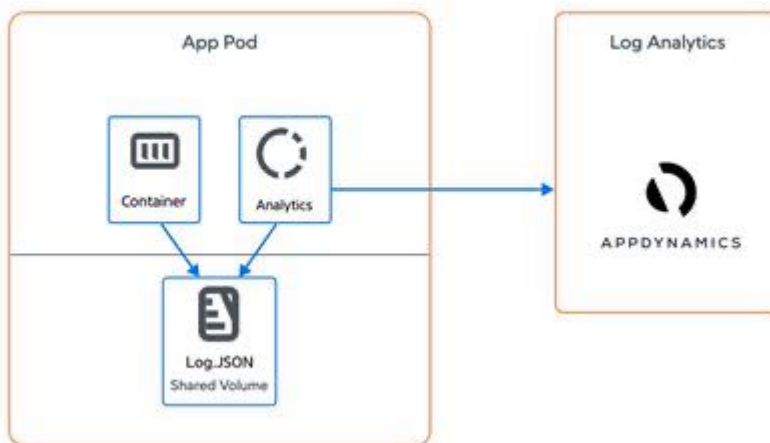 App Pod
Log Analytics
Container
Analytics
APPDYNAMICS
Log.JSON
Shared Volume